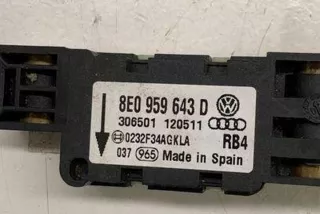 8E0 959 643 D
306501 120511
0232F34AGKLA RB4
037 965 Made in Spain